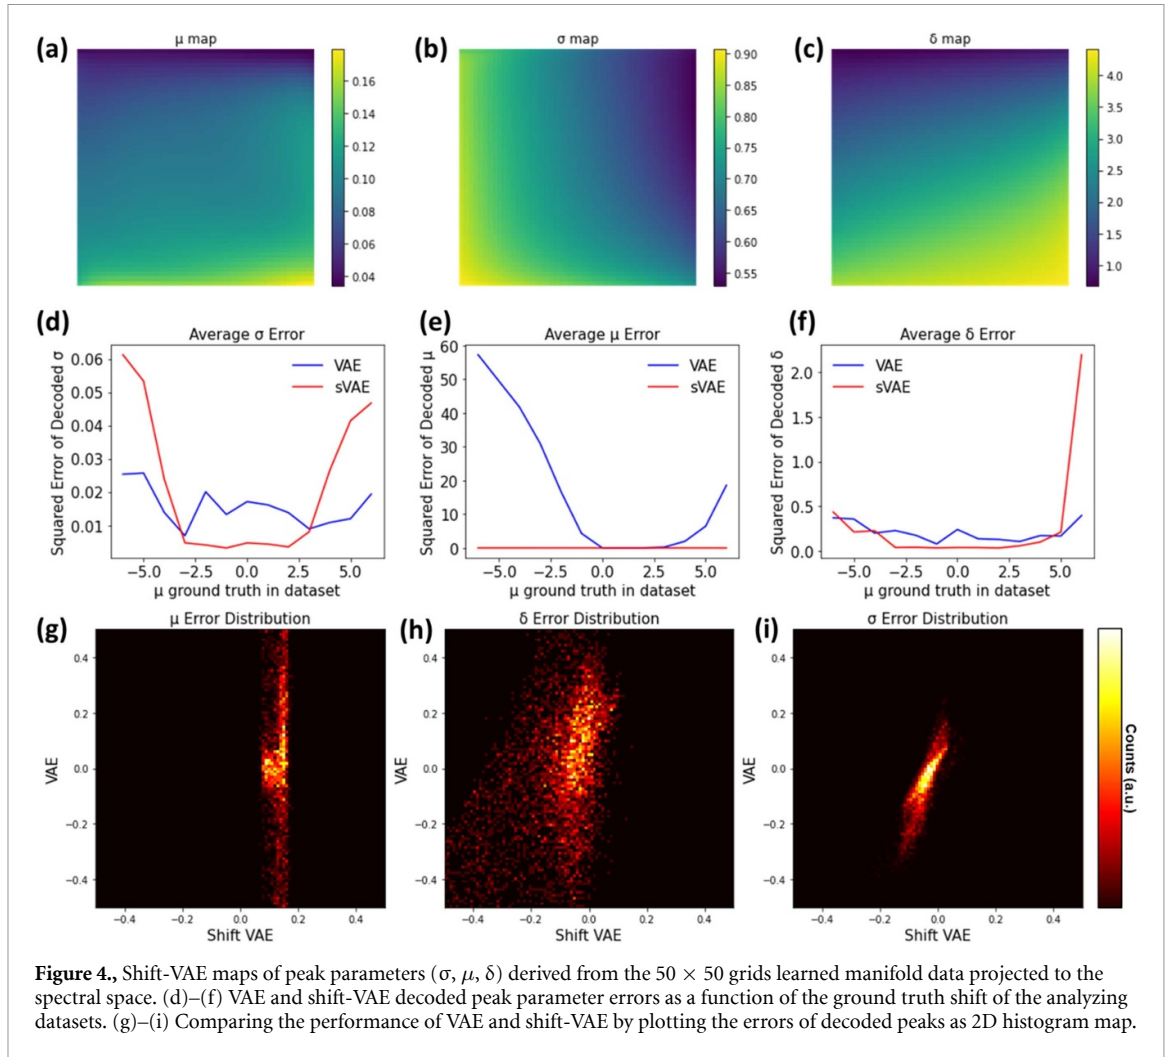 (a)
μ map
0.16
0.14
0.12
0.10
0.08
0.06
0.04
(b)
σ map
0.90
0.85
0.80
0.75
0.70
0.65
0.60
0.55
(c)
δ map
4.0
3.5
3.0
2.5
2.0
1.5
1.0
(d)
Average σ Error
Squared Error of Decoded σ
0.06
0.05
0.04
0.03
0.02
0.01
VAE
sVAE
−5.0 −2.5 0.0 2.5 5.0
μ ground truth in dataset
(e)
Average μ Error
Squared Error of Decoded μ
60
50
40
30
20
10
0
VAE
sVAE
−5.0 −2.5 0.0 2.5 5.0
μ ground truth in dataset
(f)
Average δ Error
Squared Error of Decoded δ
2.0
1.5
1.0
0.5
0.0
VAE
sVAE
−5.0 −2.5 0.0 2.5 5.0
μ ground truth in dataset
(g)
μ Error Distribution
VAE
0.4
0.2
0.0
−0.2
−0.4
−0.4 −0.2 0.0 0.2 0.4
Shift VAE
(h)
δ Error Distribution
VAE
0.4
0.2
0.0
−0.2
−0.4
−0.4 −0.2 0.0 0.2 0.4
Shift VAE
(i)
σ Error Distribution
VAE
0.4
0.2
0.0
−0.2
−0.4
−0.4 −0.2 0.0 0.2 0.4
Shift VAE
Counts (a.u.)
Figure 4., Shift-VAE maps of peak parameters (σ, μ, δ) derived from the 50 × 50 grids learned manifold data projected to the
spectral space. (d)–(f) VAE and shift-VAE decoded peak parameter errors as a function of the ground truth shift of the analyzing
datasets. (g)–(i) Comparing the performance of VAE and shift-VAE by plotting the errors of decoded peaks as 2D histogram map.